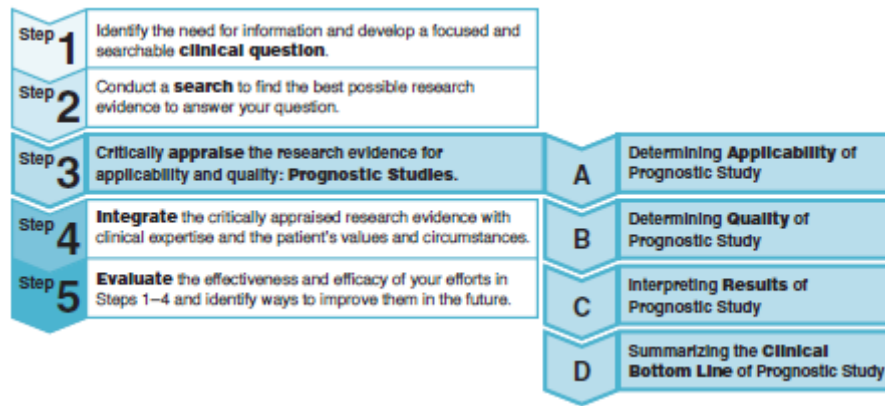 Step 1
Identify the need for information and develop a focused and
searchable clinical question.
Step 2
Conduct a search to find the best possible research
evidence to answer your question.
Step 3
Critically appraise the research evidence for
applicability and quality: Prognostic Studies.
Step 4
Integrate the critically appraised research evidence with
clinical expertise and the patient's values and circumstances.
Step 5
Evaluate the effectiveness and efficacy of your efforts in
Steps 1–4 and identify ways to improve them in the future.
A
Determining Applicability of
Prognostic Study
B
Determining Quality of
Prognostic Study
C
Interpreting Results of
Prognostic Study
D
Summarizing the Clinical
Bottom Line of Prognostic Study